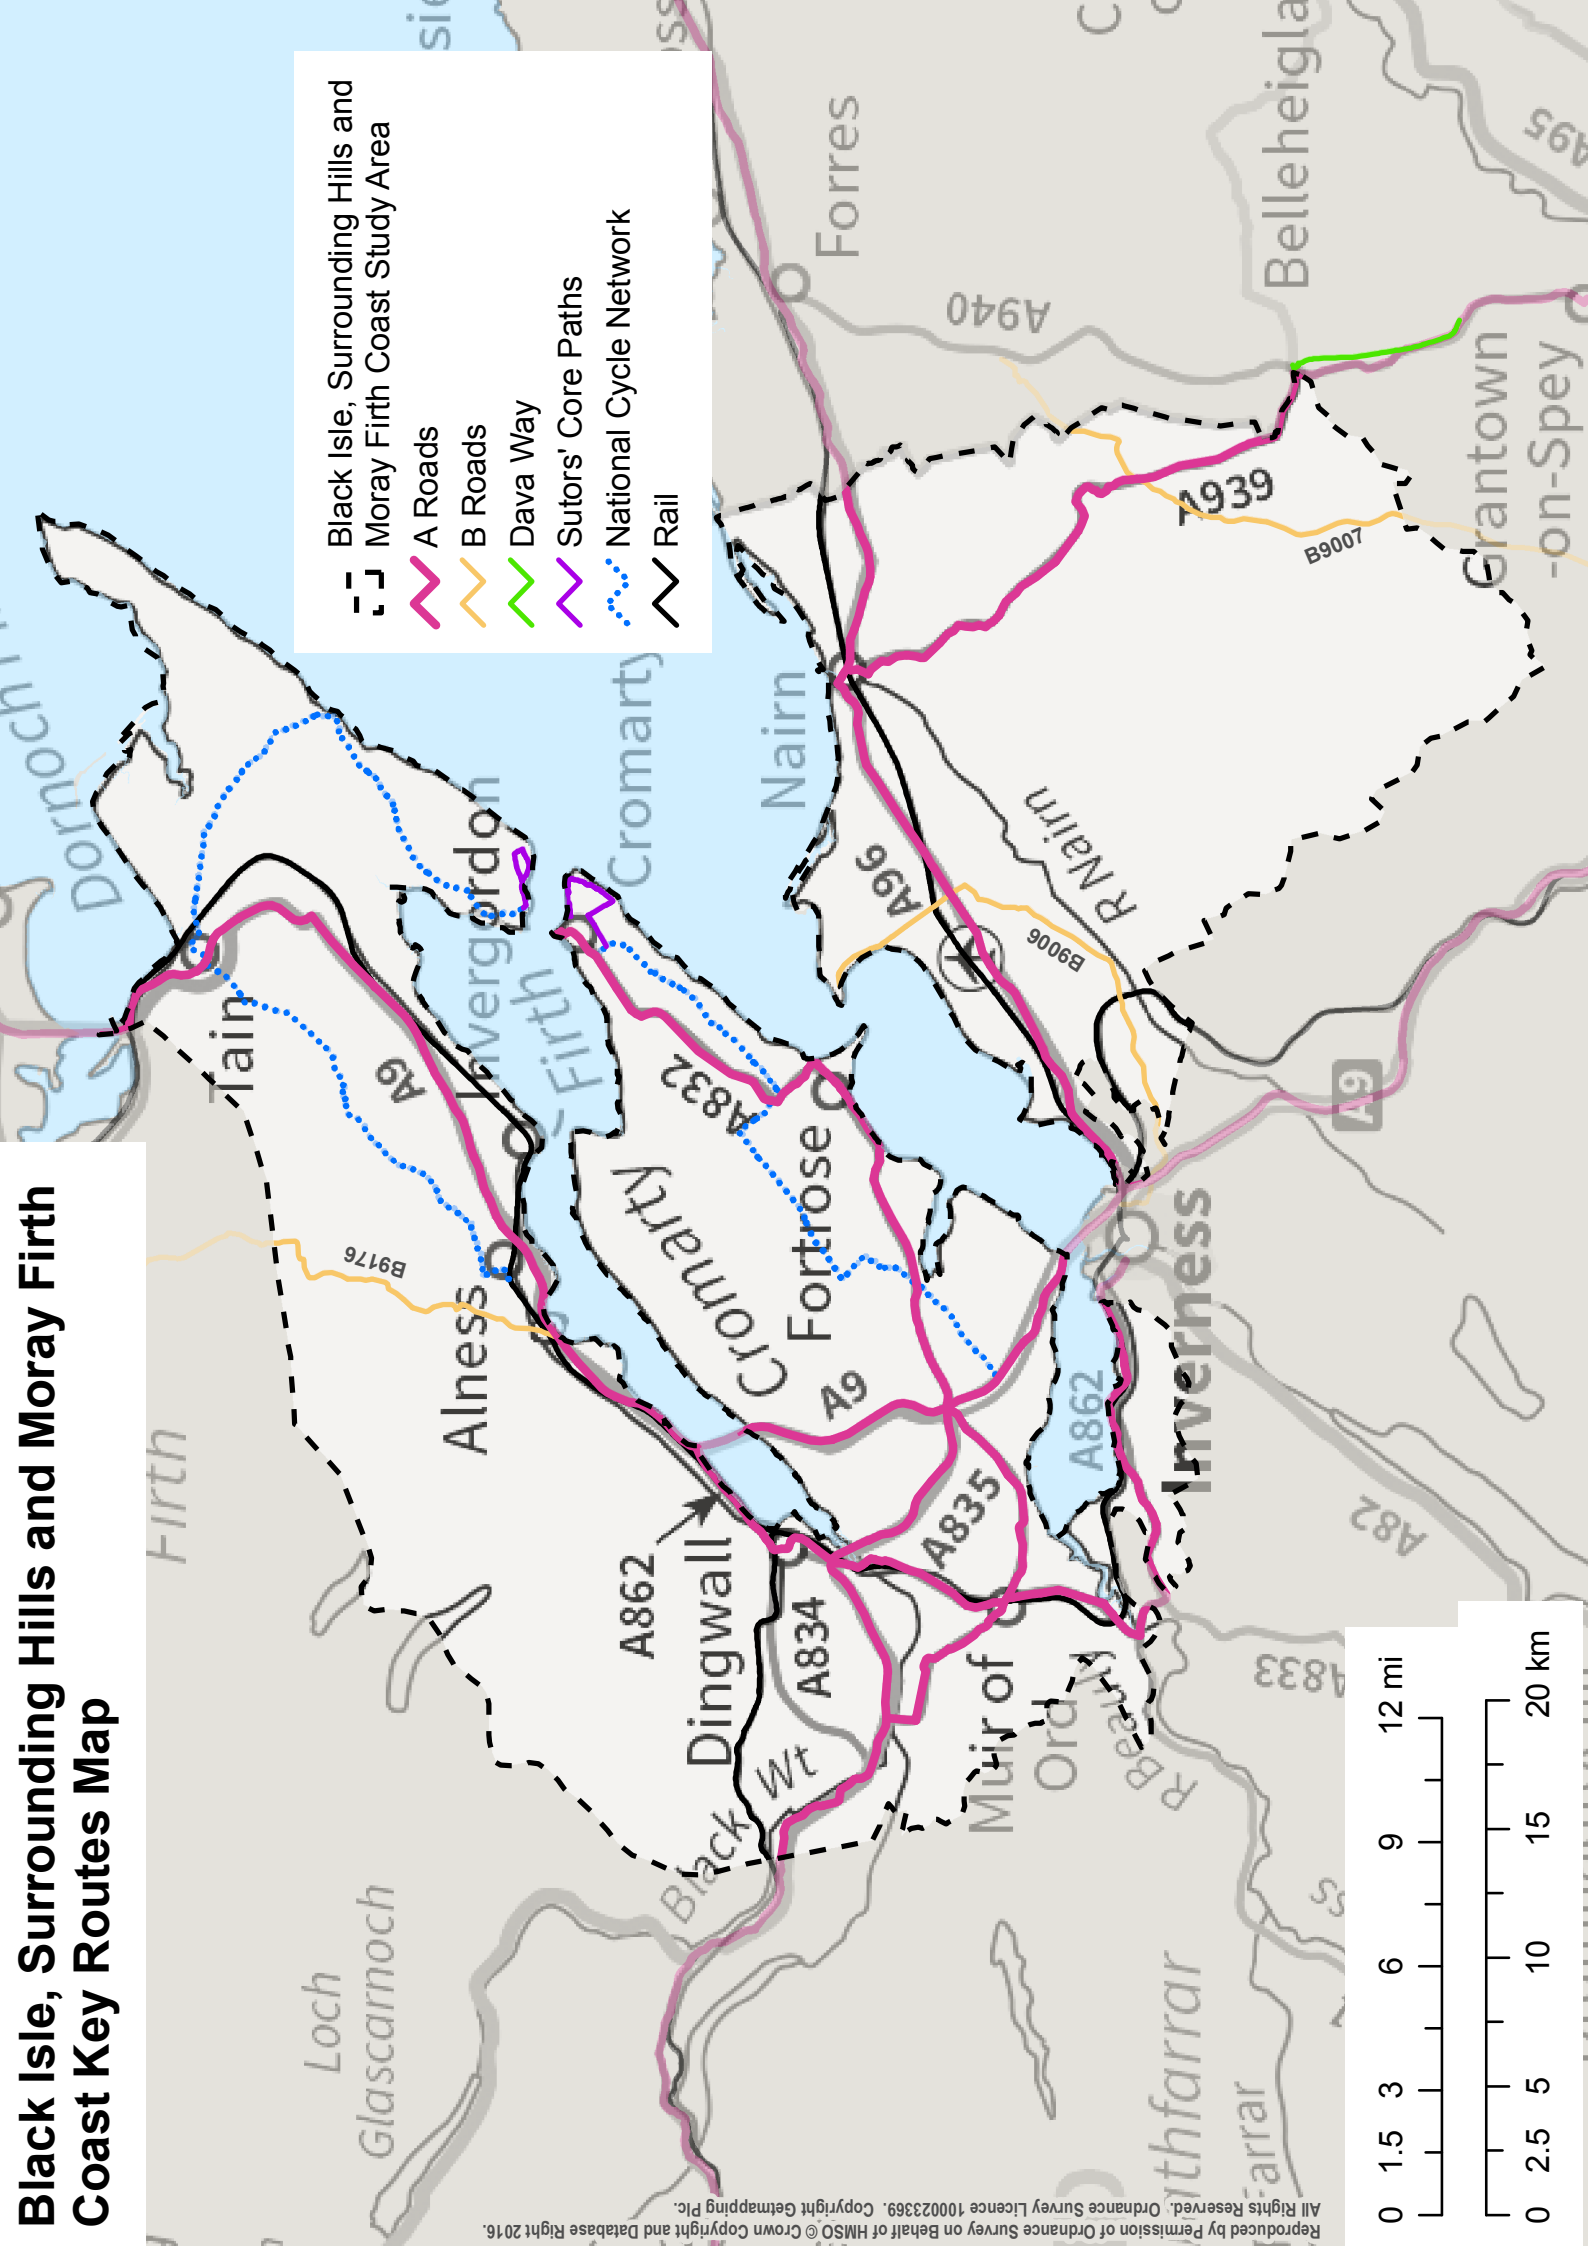 Black Isle, Surrounding Hills and Moray Firth
Coast Key Routes Map
Black Isle, Surrounding Hills and
Moray Firth Coast Study Area
A Roads
B Roads
Dava Way
Sutors' Core Paths
National Cycle Network
Rail
Dornoch
Firth
Loch
Glascarnoch
Tain
A9
B9176
Invergordon
Alness
Cromarty
Firth
Cromarty
A832
Fortrose
A9
A862
Dingwall
A834
A835
Black
Wt
Muir of
Ord
R Beauly
A862
Inverness
A9
A82
A833
Nairn
A96
R Nairn
B9006
A939
B9007
A940
Forres
Belleheigla
Grantown
-on-Spey
A95
athfarrar
Farrar
0 1.5 3 6 9 12 mi
0 2.5 5 10 15 20 km
Reproduced by Permission of Ordnance Survey on Behalf of HMSO © Crown Copyright and Database Right 2016.
All Rights Reserved. Ordnance Survey Licence 100023369. Copyright Getmapping Plc.